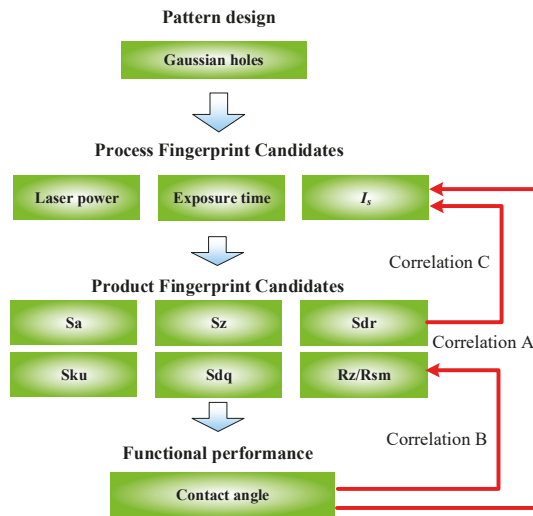 Pattern design
Gaussian holes
Process Fingerprint Candidates
Laser power Exposure time Is
Correlation C
Product Fingerprint Candidates
Sa Sz Sdr
Correlation A
Sku Sdq Rz/Rsm
Correlation B
Functional performance
Contact angle